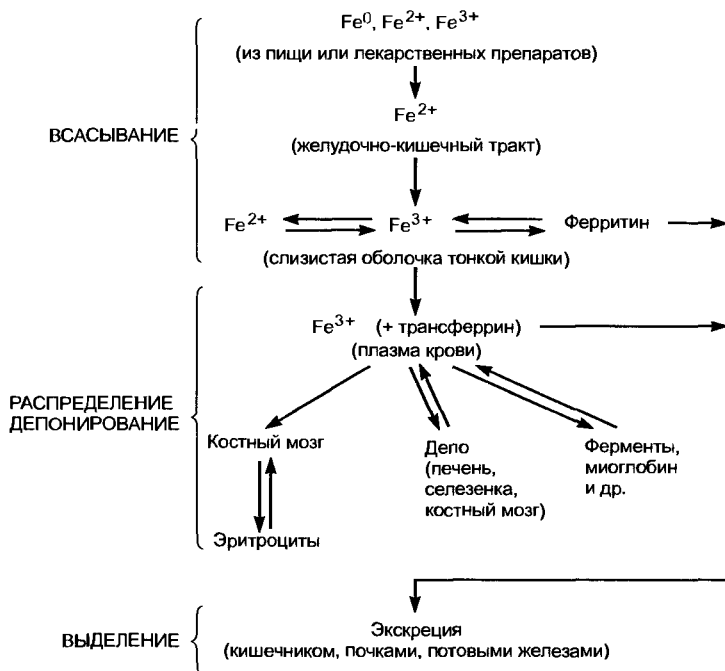 Fe⁰, Fe²⁺, Fe³⁺
(из пищи или лекарственных препаратов)
Fe²⁺
ВСАСЫВАНИЕ
(желудочно-кишечный тракт)
Fe²⁺ Fe³⁺ Ферритин
(слизистая оболочка тонкой кишки)
Fe³⁺ (+ трансферрин)
(плазма крови)
РАСПРЕДЕЛЕНИЕ
ДЕПОНИРОВАНИЕ
Костный мозг
Депо
(печень,
селезенка,
костный мозг)
Ферменты,
миоглобин
и др.
Эритроциты
ВЫДЕЛЕНИЕ
Экскреция
(кишечником, почками, потовыми железами)